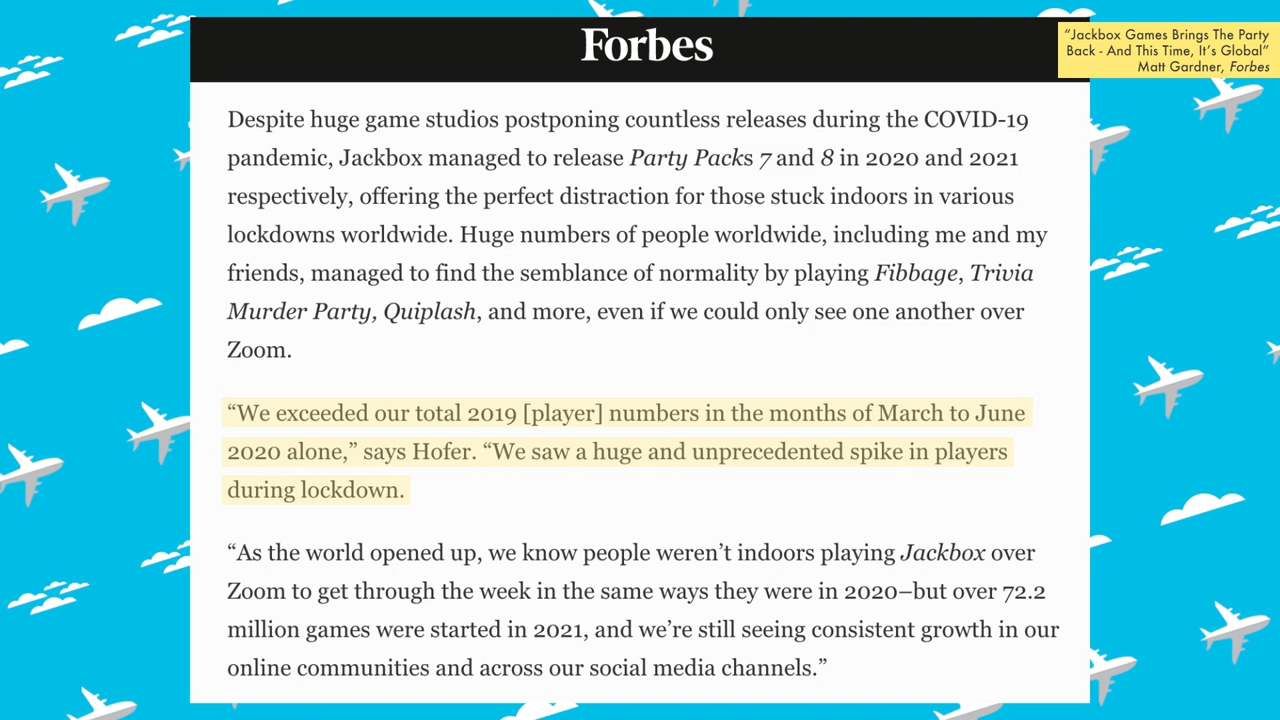 Forbes
“Jackbox Games Brings The Party
Back - And This Time, It’s Global”
Matt Gardner, Forbes
Despite huge game studios postponing countless releases during the COVID-19
pandemic, Jackbox managed to release Party Packs 7 and 8 in 2020 and 2021
respectively, offering the perfect distraction for those stuck indoors in various
lockdowns worldwide. Huge numbers of people worldwide, including me and my
friends, managed to find the semblance of normality by playing Fibbage, Trivia
Murder Party, Quiplash, and more, even if we could only see one another over
Zoom.
“We exceeded our total 2019 [player] numbers in the months of March to June
2020 alone,” says Hofer. “We saw a huge and unprecedented spike in players
during lockdown.
“As the world opened up, we know people weren’t indoors playing Jackbox over
Zoom to get through the week in the same ways they were in 2020–but over 72.2
million games were started in 2021, and we’re still seeing consistent growth in our
online communities and across our social media channels.”